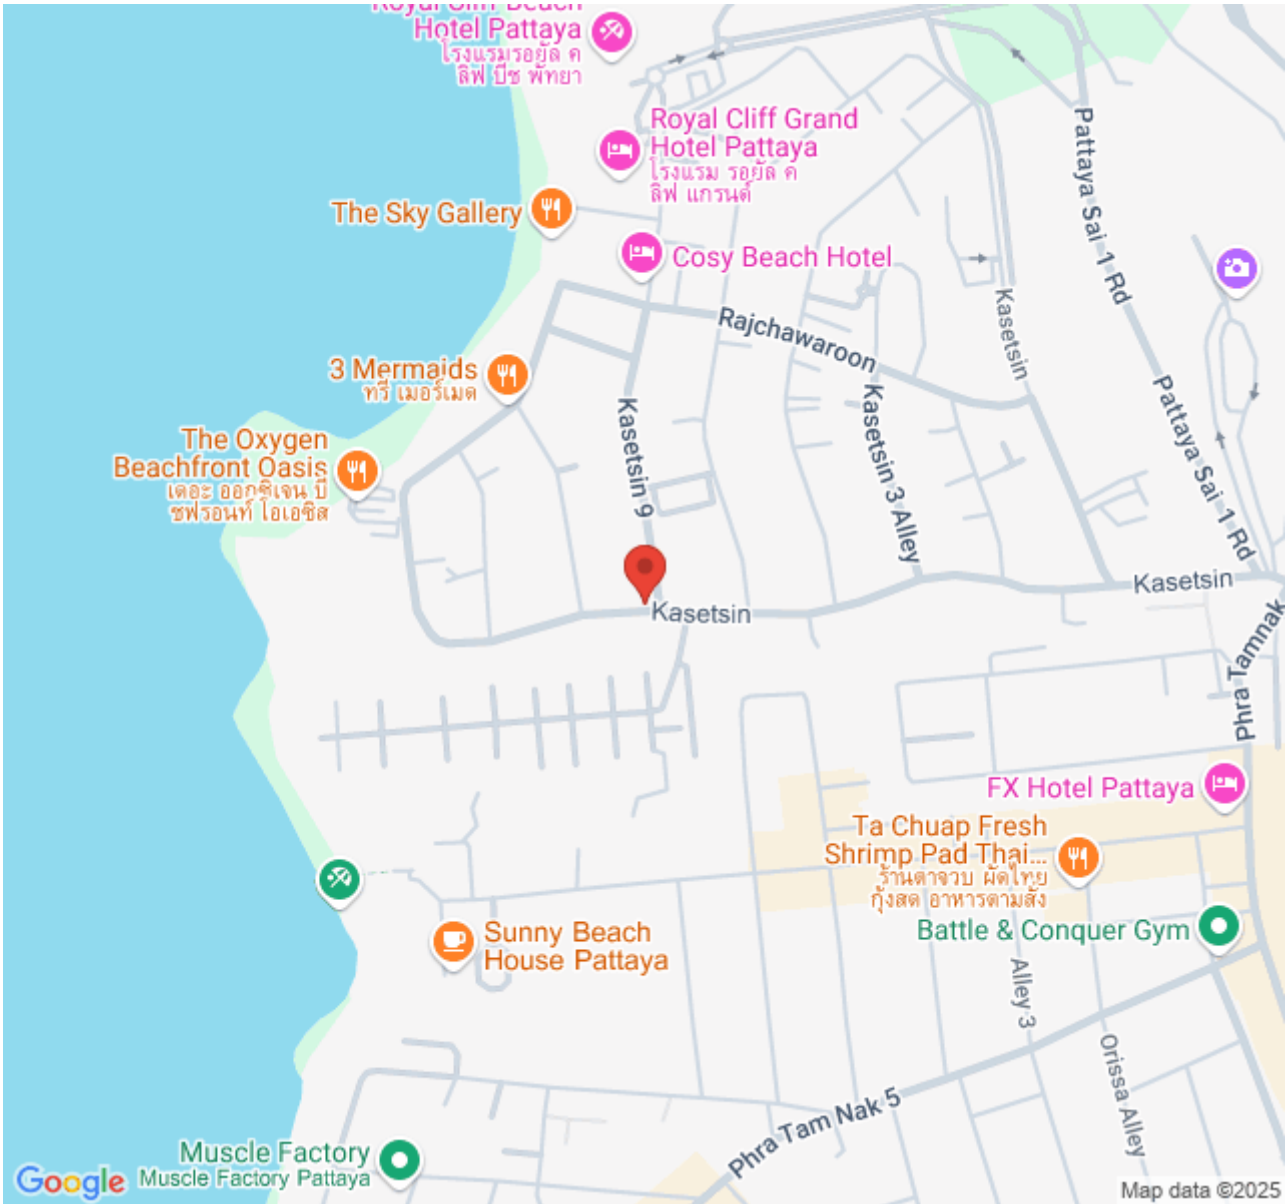 Royal Cliff Beach
Hotel Pattaya
โรงแรมรอยัล ค
ลิฟ บีช พัทยา
Royal Cliff Grand
Hotel Pattaya
โรงแรม รอยัล ค
ลิฟ แกรนด์
Pattaya Sai 1 Rd
The Sky Gallery
Cosy Beach Hotel
Kasetsin
Rajchawaroon
3 Mermaids
ทรี เมอร์เมด
Kasetsin 9
Kasetsin 3 Alley
Pattaya Sai 1 Rd
The Oxygen
Beachfront Oasis
เดอะ ออกซิเจน บี
ชฟรอนท์ โอเอซิส
Kasetsin
Kasetsin
Phra Tamnak
FX Hotel Pattaya
Ta Chuap Fresh
Shrimp Pad Thai...
ร้านตาจวบ ผัดไทย
กุ้งสด อาหารตามสั่ง
Battle & Conquer Gym
Sunny Beach
House Pattaya
Alley 3
Orissa Alley
Phra Tam Nak 5
Muscle Factory
Muscle Factory Pattaya
Google
Map data ©2025